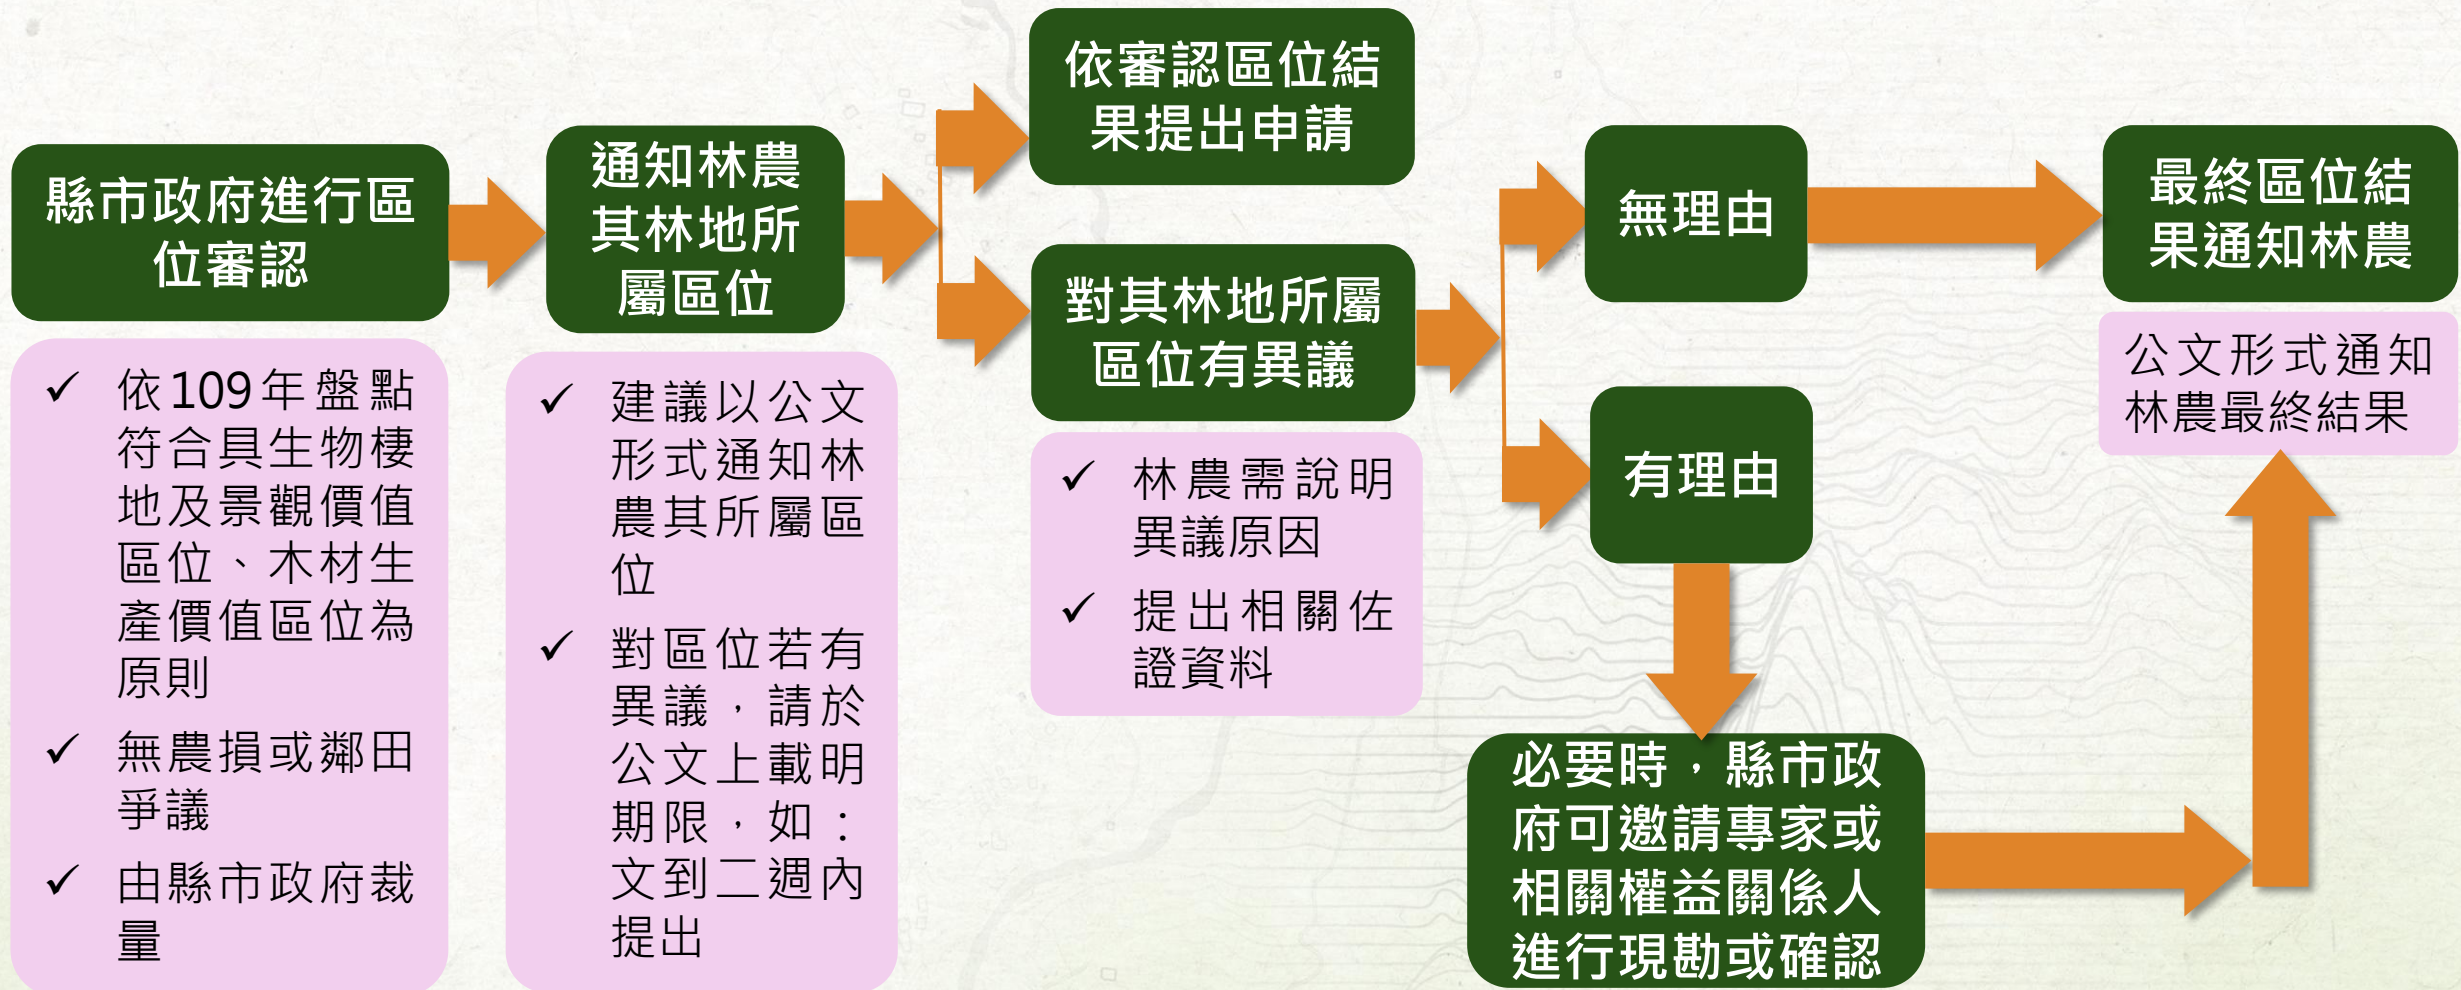 縣市政府進行區
位審認
依109年盤點
符合具生物棲
地及景觀價值
區位、木材生
產價值區位為
原則
無農損或鄰田
爭議
由縣市政府裁
量
通知林農
其林地所
屬區位
建議以公文
形式通知林
農其所屬區
位
對區位若有
異議，請於
公文上載明
期限，如：
文到二週內
提出
依審認區位結
果提出申請
對其林地所屬
區位有異議
林農需說明
異議原因
提出相關佐
證資料
無理由
有理由
必要時，縣市政
府可邀請專家或
相關權益關係人
進行現勘或確認
最終區位結
果通知林農
公文形式通知
林農最終結果